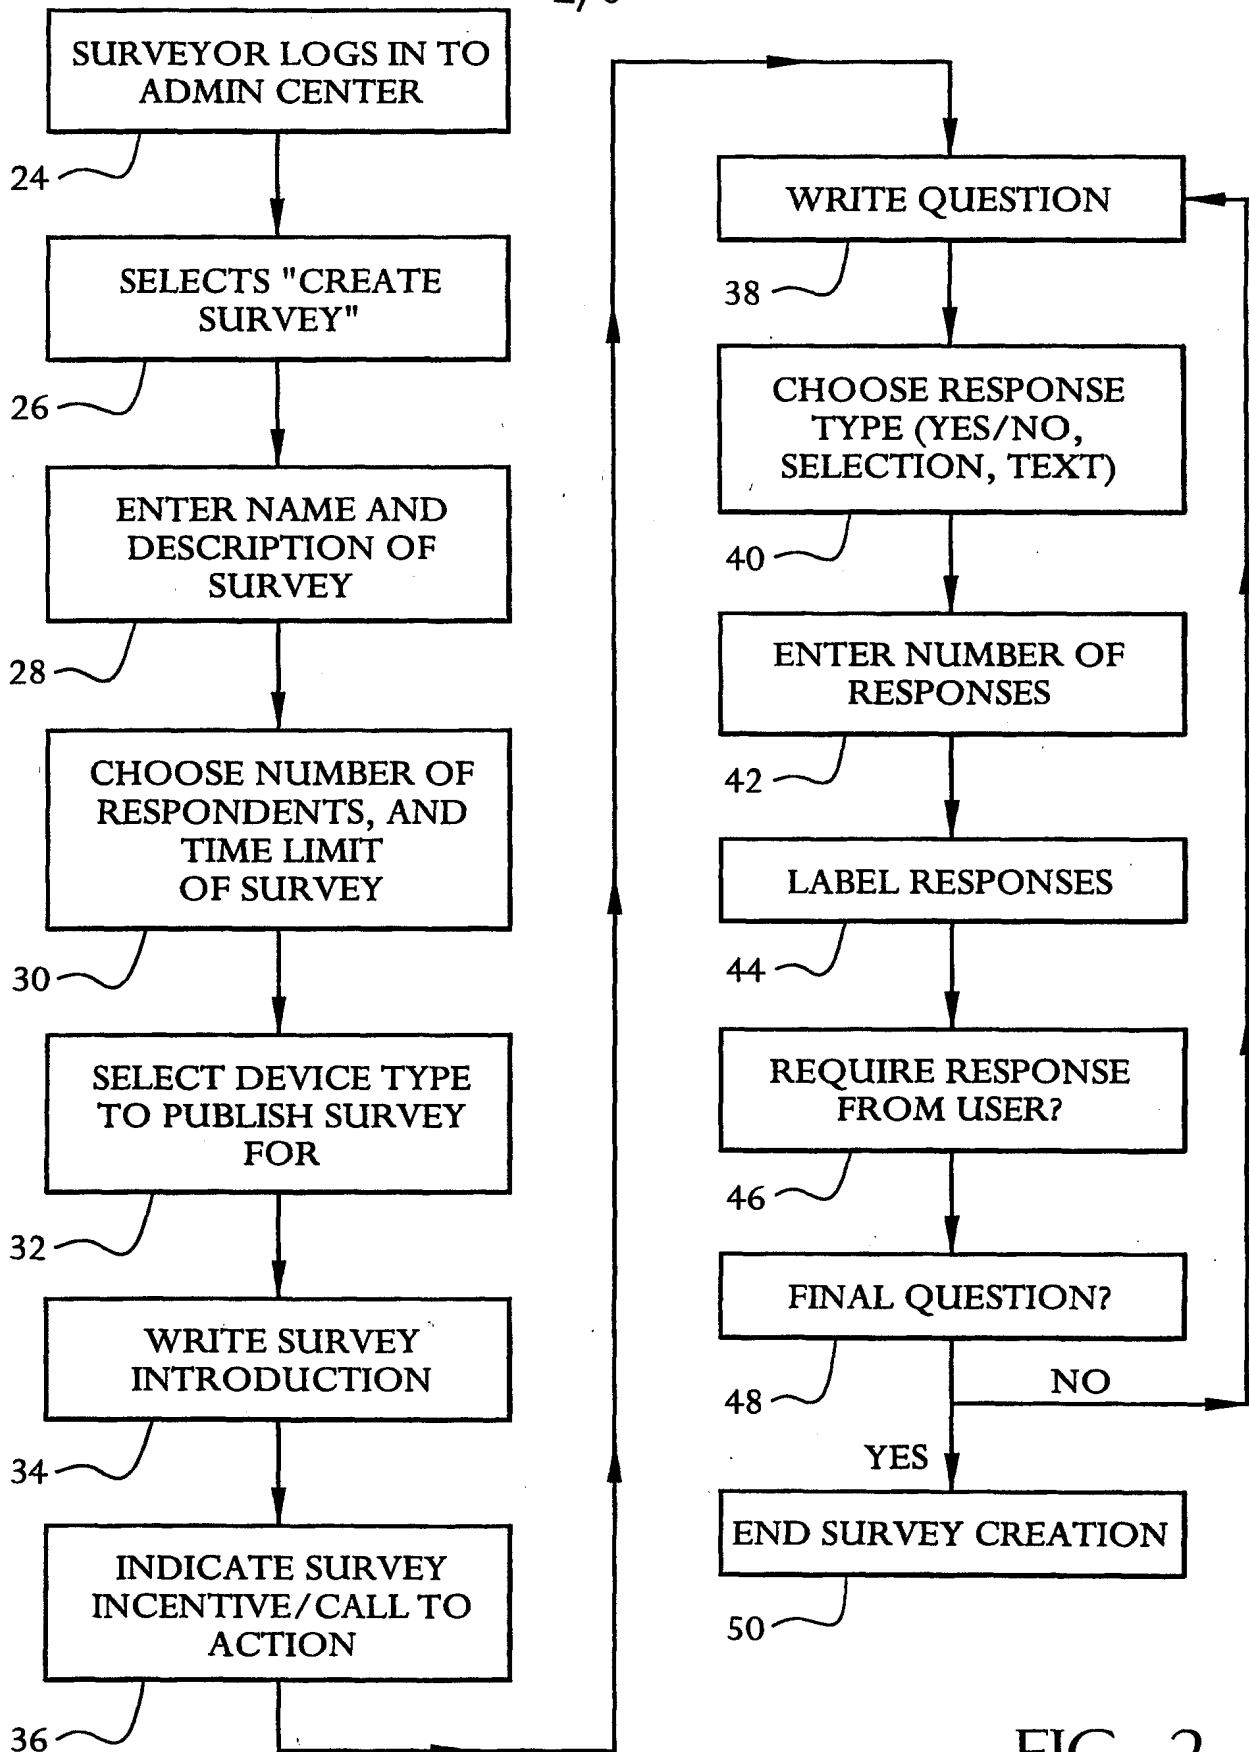 SURVEYOR LOGS IN TO
ADMIN CENTER
24
SELECTS "CREATE
SURVEY"
26
ENTER NAME AND
DESCRIPTION OF
SURVEY
28
CHOOSE NUMBER OF
RESPONDENTS, AND
TIME LIMIT
OF SURVEY
30
SELECT DEVICE TYPE
TO PUBLISH SURVEY
FOR
32
WRITE SURVEY
INTRODUCTION
34
INDICATE SURVEY
INCENTIVE/CALL TO
ACTION
36
WRITE QUESTION
38
CHOOSE RESPONSE
TYPE (YES/NO,
SELECTION, TEXT)
40
ENTER NUMBER OF
RESPONSES
42
LABEL RESPONSES
44
REQUIRE RESPONSE
FROM USER?
46
FINAL QUESTION?
48
NO
YES
END SURVEY CREATION
50
FIG. 2